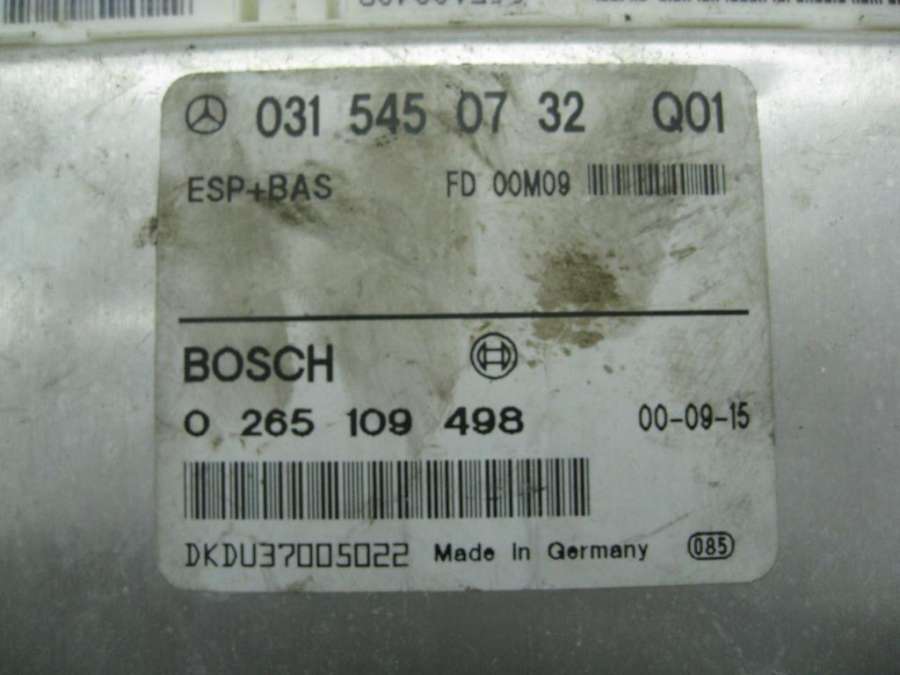 031 545 07 32 Q01
ESP+BAS FD 00M09
BOSCH
0 265 109 498 00-09-15
DKDU37005022 Made in Germany 085